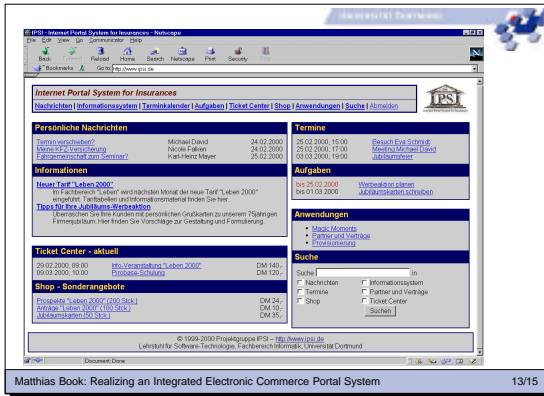 Universität Dortmund
IPSI - Internet Portal System for Insurances - Netscape
File Edit View Go Communicator Help
Back Forward Reload Home Search Netscape Print Security Stop
Bookmarks Go to: http://www.ipsi.de
Internet Portal System for Insurances
Nachrichten | Informationssystem | Terminkalender | Aufgaben | Ticket Center | Shop | Anwendungen | Suche | Abmelden
IPSI
Persönliche Nachrichten
Terminverschieben? Michael David 24.02.2000
Meine KFZ-Versicherung Nicole Falken 24.02.2000
Fahrgemeinschaft zum Seminar? Karl-Heinz Mayer 25.02.2000
Informationen
Neuer Tarif "Leben 2000"
Im Fachbereich "Leben" wird nächsten Monat der neue Tarif "Leben 2000"
eingeführt. Tariftabellen und Informationsmaterial finden Sie hier.
Tipps für Ihre Jubiläums-Werbeaktion
Überraschen Sie Ihre Kunden mit persönlichen Grußkarten zu unserem 75jährigen
Firmenjubiläum. Hier finden Sie Vorschläge zur Gestaltung und Formulierung.
Ticket Center - aktuell
29.02.2000, 09:00 Info-Veranstaltung "Leben 2000" DM 140,-
09.03.2000, 10:00 Pirobase-Schulung DM 120,-
Shop - Sonderangebote
Prospekte "Leben 2000" (200 Stck.) DM 24,-
Anträge "Leben 2000" (100 Stck.) DM 10,-
Jubiläumskarten (50 Stck.) DM 35,-
Termine
25.02.2000, 15:00 Besuch Eva Schmidt
25.02.2000, 17:00 Meeting Michael David
03.03.2000, 19:00 Jubiläumsfeier
Aufgaben
bis 25.02.2000 Werbeaktion planen
bis 01.03.2000 Jubiläumskarten schreiben
Anwendungen
Magic Moments
Partner und Verträge
Provisionierung
Suche
Suche in
Nachrichten Informationssystem
Termine Partner und Verträge
Shop Ticket Center
Suchen
© 1999-2000 Projektgruppe IPSI – http://www.ipsi.de
Lehrstuhl für Software-Technologie, Fachbereich Informatik, Universität Dortmund
Document Done
Matthias Book: Realizing an Integrated Electronic Commerce Portal System 13/15